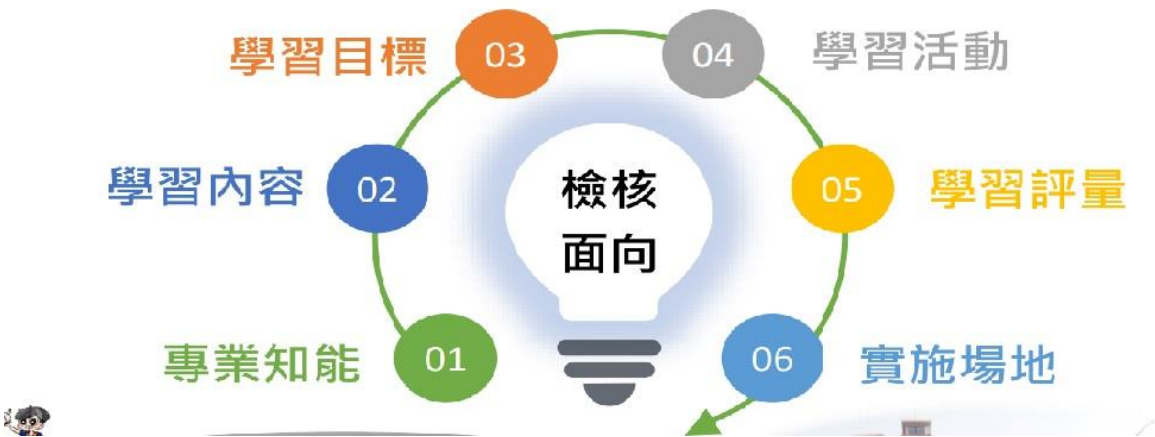 學習目標 03
04 學習活動
學習內容 02
檢核
面向
05 學習評量
專業知能 01
06 實施場地